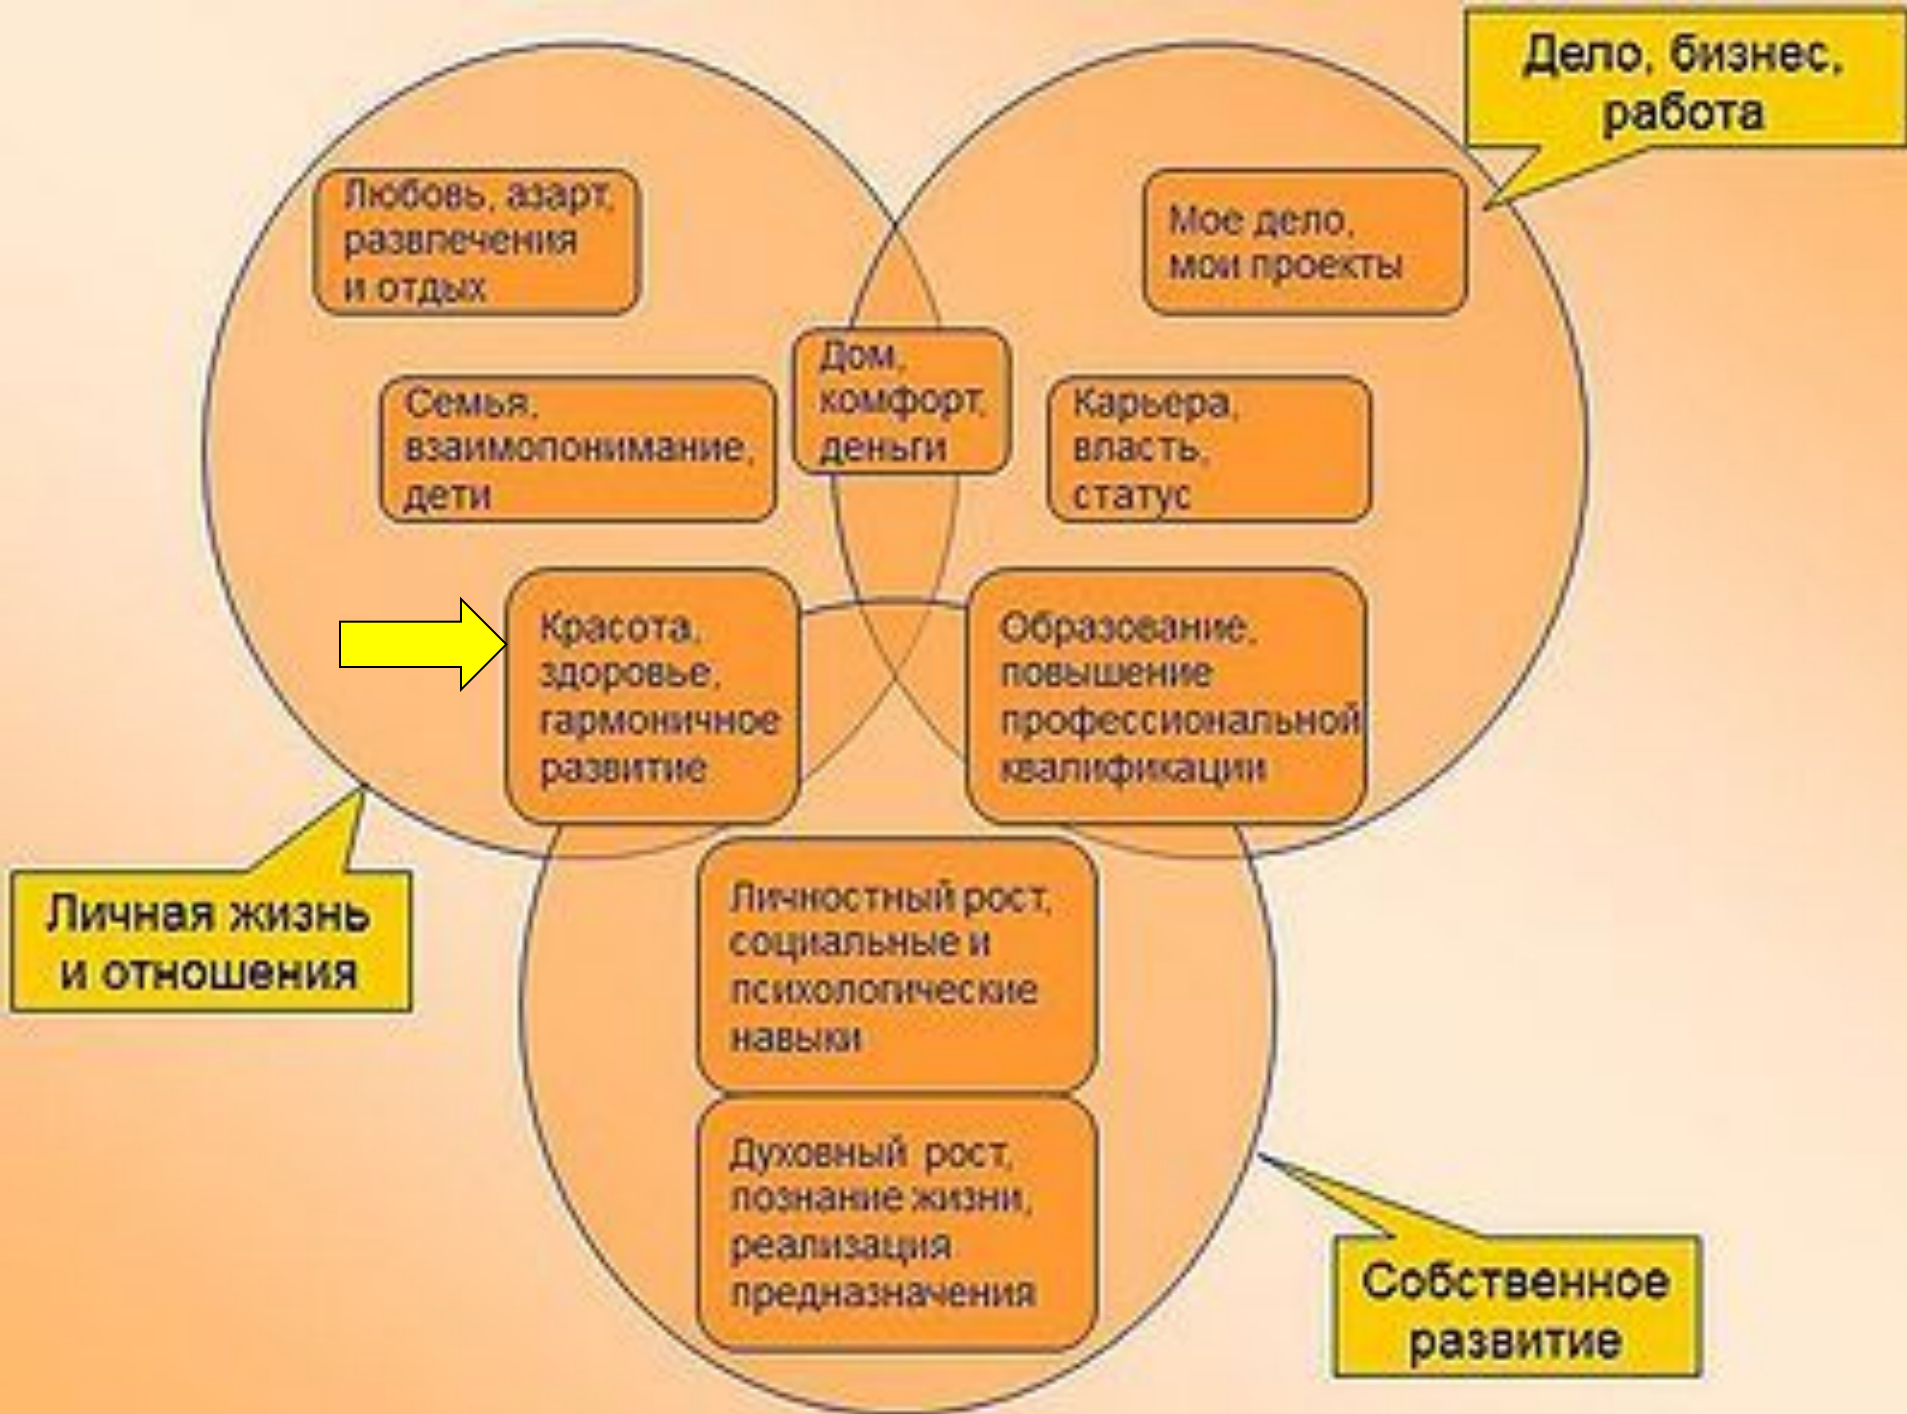 Дело, бизнес,
работа
Любовь, азарт,
развлечения
и отдых
Мое дело,
мои проекты
Дом,
комфорт,
деньги
Семья,
взаимопонимание,
дети
Карьера,
власть,
статус
Красота,
здоровье,
гармоничное
развитие
Образование,
повышение
профессиональной
квалификации
Личная жизнь
и отношения
Личностный рост,
социальные и
психологические
навыки
Духовный рост,
познание жизни,
реализация
предназначения
Собственное
развитие